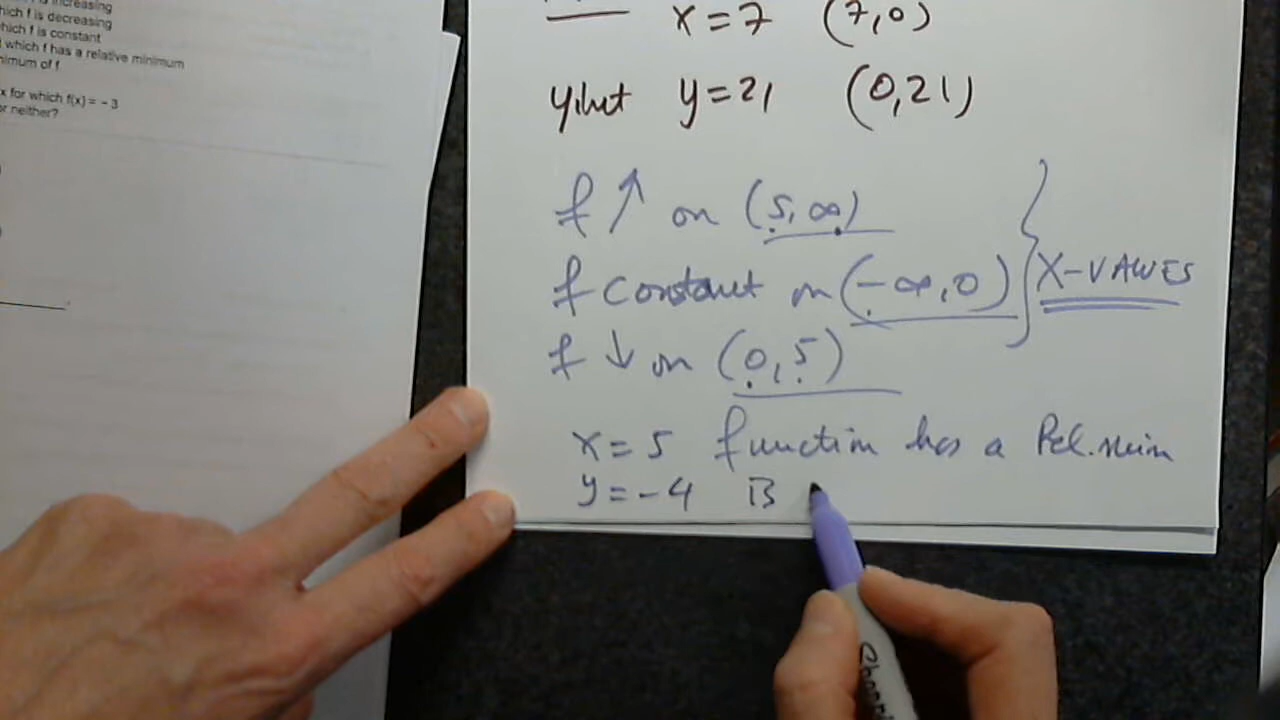 increasing
hich f is decreasing
hich f is constant
which f has a relative minimum
nimum of f
x for which f(x) = - 3
or neither?
x = 7 (7,0)
y = 21 (0,21)
f ↑ on (5, ∞)
f constant on (-∞, 0)
f ↓ on (0, 5)
} X-VALUES
x = 5 function has a Rel. min
y = -4 is
Sharpi